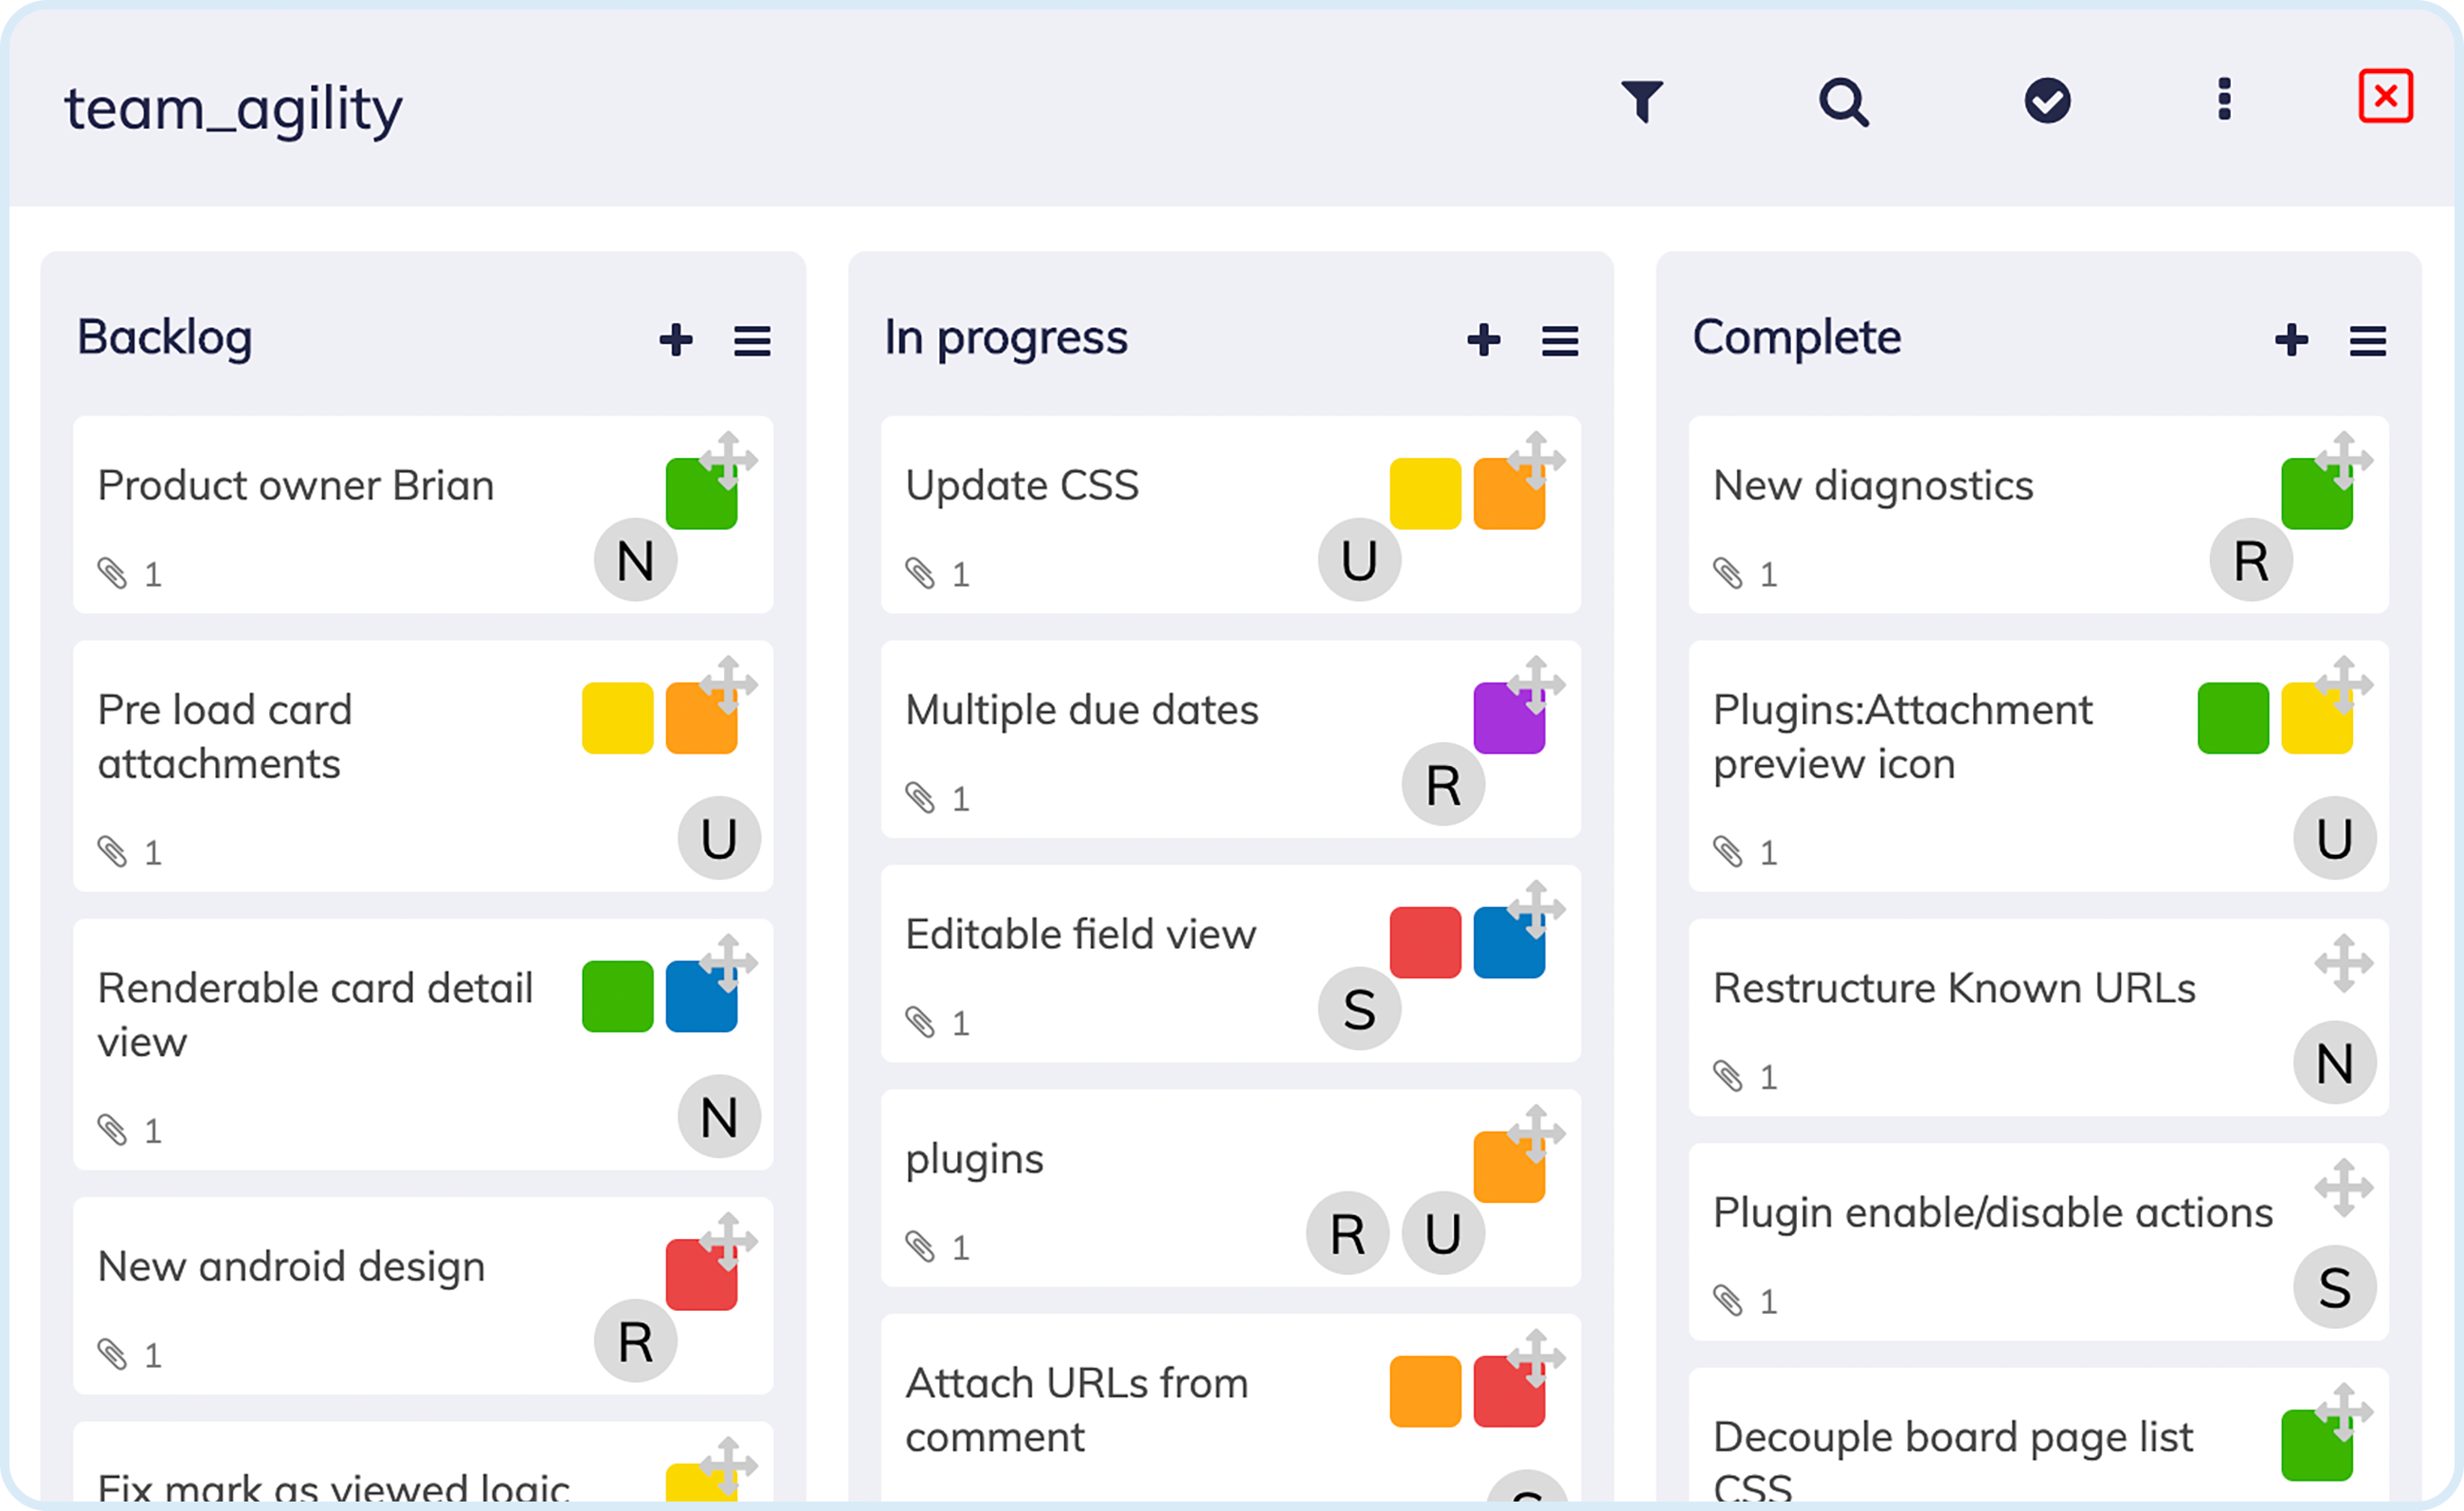 team_agility
Backlog
Product owner Brian
1
N
Pre load card
attachments
1
U
Renderable card detail
view
1
N
New android design
1
R
Fix mark as viewed logic
In progress
Update CSS
1
U
Multiple due dates
1
R
Editable field view
1
S
plugins
1
R U
Attach URLs from
comment
Complete
New diagnostics
1
R
Plugins:Attachment
preview icon
1
U
Restructure Known URLs
1
N
Plugin enable/disable actions
1
S
Decouple board page list
CSS